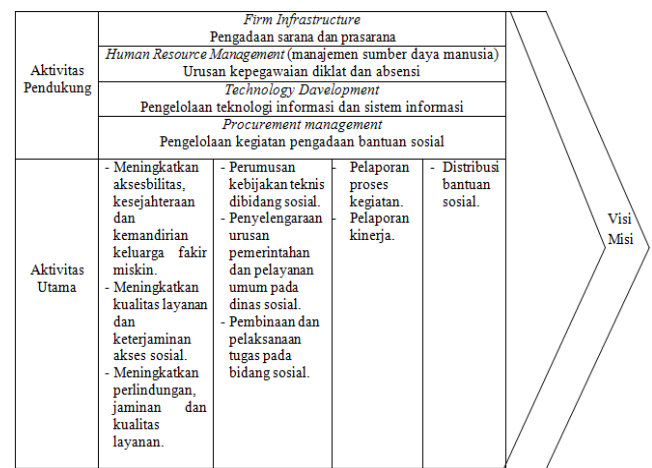 Firm Infrastructure
Pengadaan sarana dan prasarana
Human Resource Management (manajemen sumber daya manusia)
Urusan kepegawaian diklat dan absensi
Aktivitas
Pendukung
Technology Davelopment
Pengelolaan teknologi informasi dan sistem informasi
Procurement management
Pengelolaan kegiatan pengadaan bantuan sosial
Aktivitas
Utama
- Meningkatkan
aksesbilitas,
kesejahteraan
dan
kemandirian
keluarga fakir
miskin.
- Meningkatkan
kualitas layanan
dan
keterjaminan
akses sosial.
- Meningkatkan
perlindungan,
jaminan dan
kualitas
layanan.
- Perumusan
kebijakan teknis
dibidang sosial.
- Penyelengaraan
urusan
pemerintahan
dan pelayanan
umum pada
dinas sosial.
- Pembinaan dan
pelaksanaan
tugas pada
bidang sosial.
- Pelaporan
proses
kegiatan.
- Pelaporan
kinerja.
- Distribusi
bantuan
sosial.
Visi
Misi